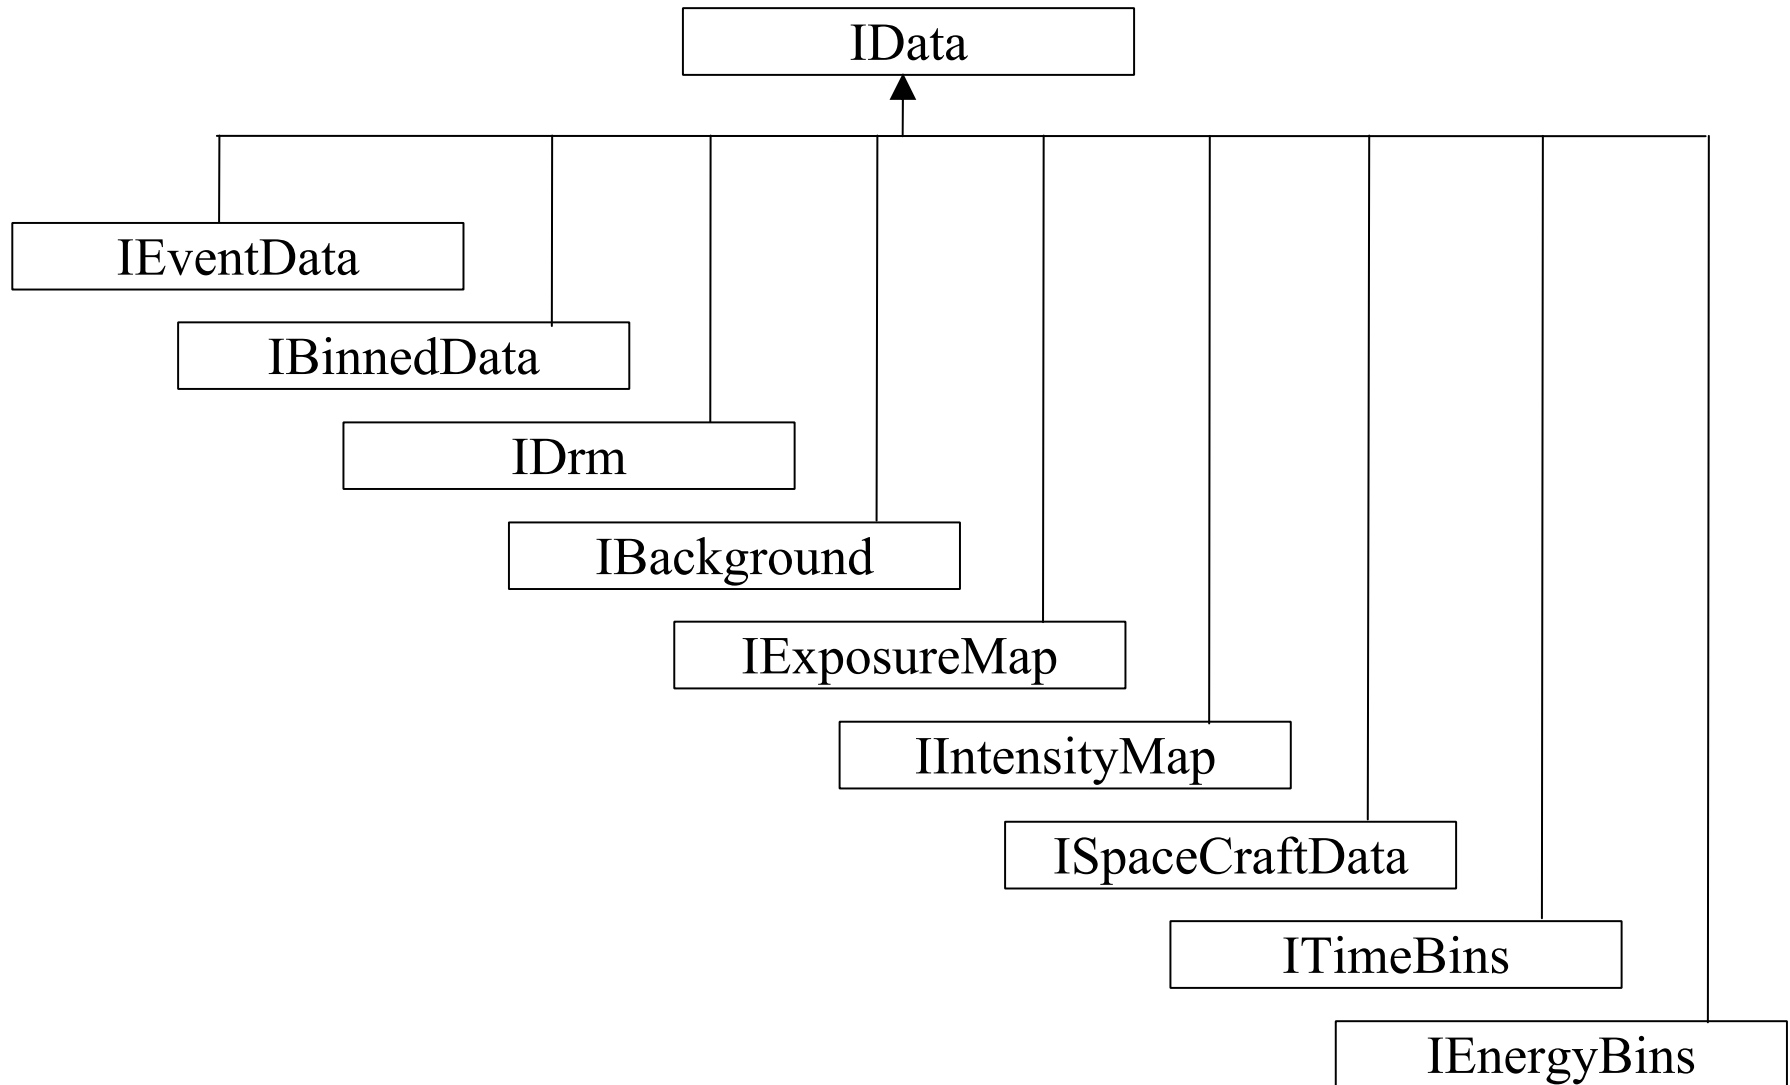 IData
IEventData
IBinnedData
IDrm
IBackground
IExposureMap
IIntensityMap
ISpaceCraftData
ITimeBins
IEnergyBins